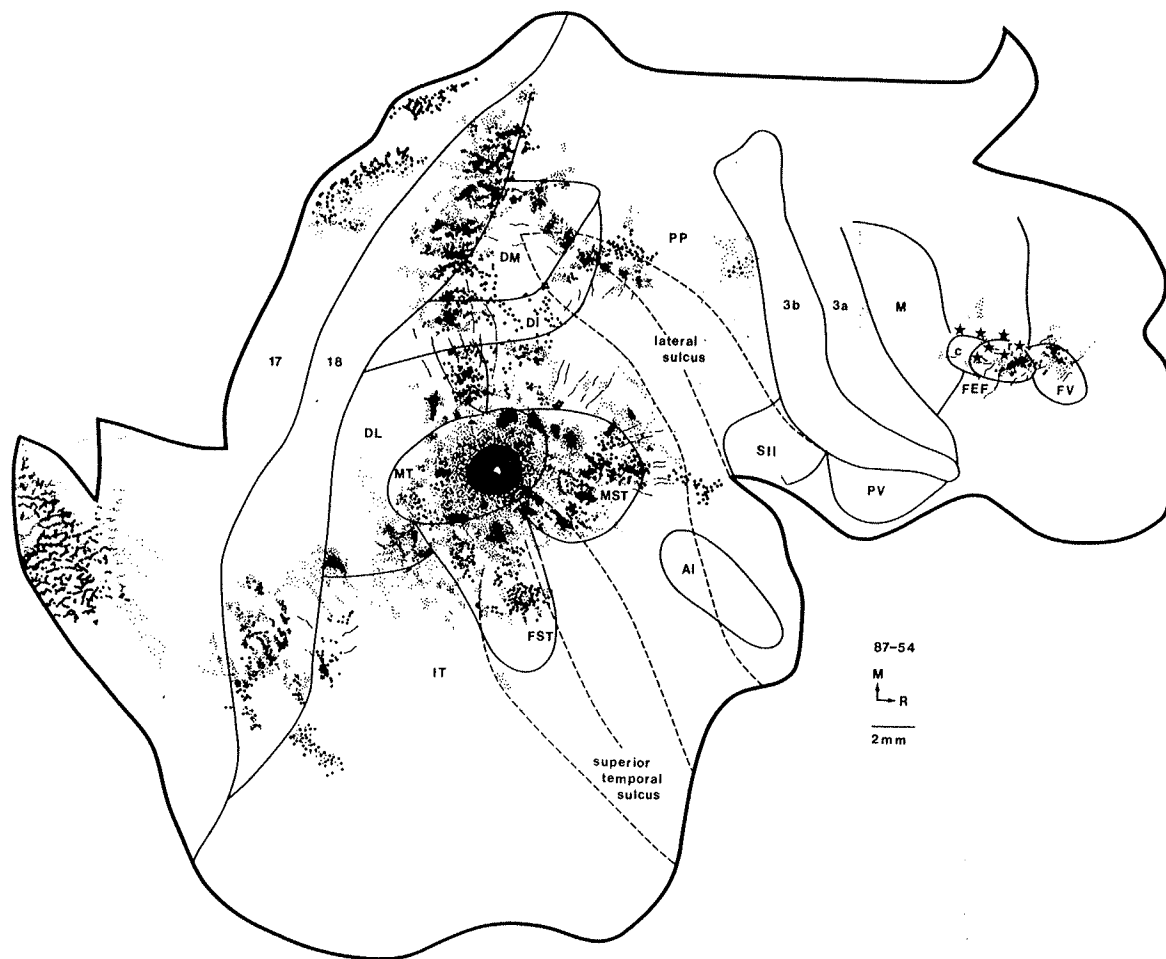 PP
DM
3b
3a
M
DI
17
18
lateral
sulcus
c
r
FEF
FV
DL
MT
SII
MST
PV
AI
FST
IT
87-54
M
R
2mm
superior
temporal
sulcus